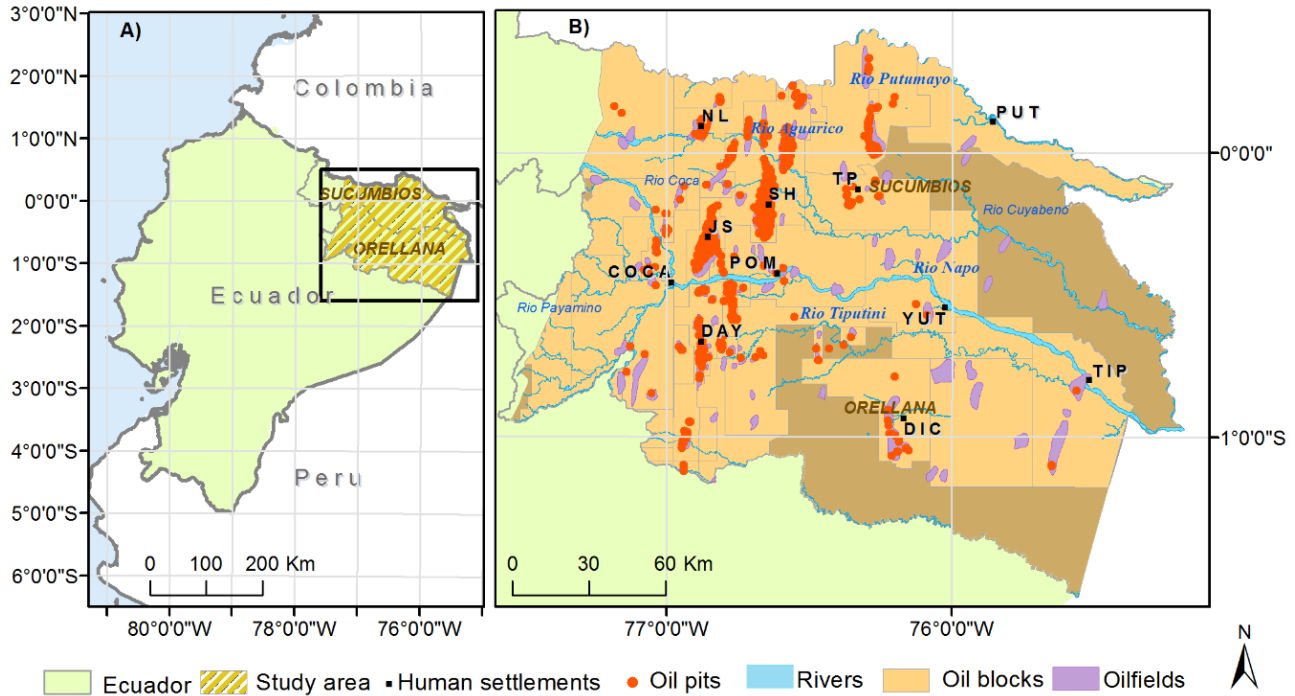 A)
3°0'0"N
2°0'0"N
1°0'0"N
0°0'0"
1°0'0"S
2°0'0"S
3°0'0"S
4°0'0"S
5°0'0"S
6°0'0"S
Colombia
SUCUMBIOS
ORELLANA
Ecuador
Peru
0 100 200 Km
80°0'0"W 78°0'0"W 76°0'0"W
B)
Rio Putumayo
NL
PUT
Rio Aguarico
0°0'0"
Rio Coca
TP
SUCUMBIOS
SH
Rio Cuyabeno
JS
POM
COCA
Rio Napo
Rio Payamino
Rio Tiputini
YUT
DAY
TIP
ORELLANA
DIC
1°0'0"S
0 30 60 Km
77°0'0"W 76°0'0"W
N
Ecuador Study area Human settlements Oil pits Rivers Oil blocks Oilfields